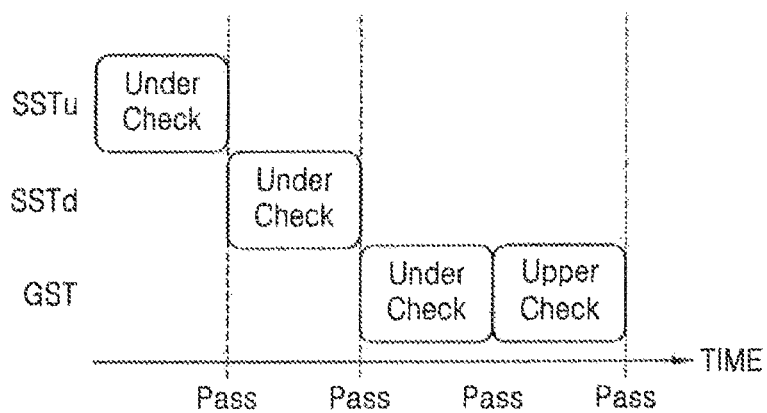 SSTu
Under
Check
SSTd
Under
Check
GST
Under
Check
Upper
Check
TIME
Pass
Pass
Pass
Pass